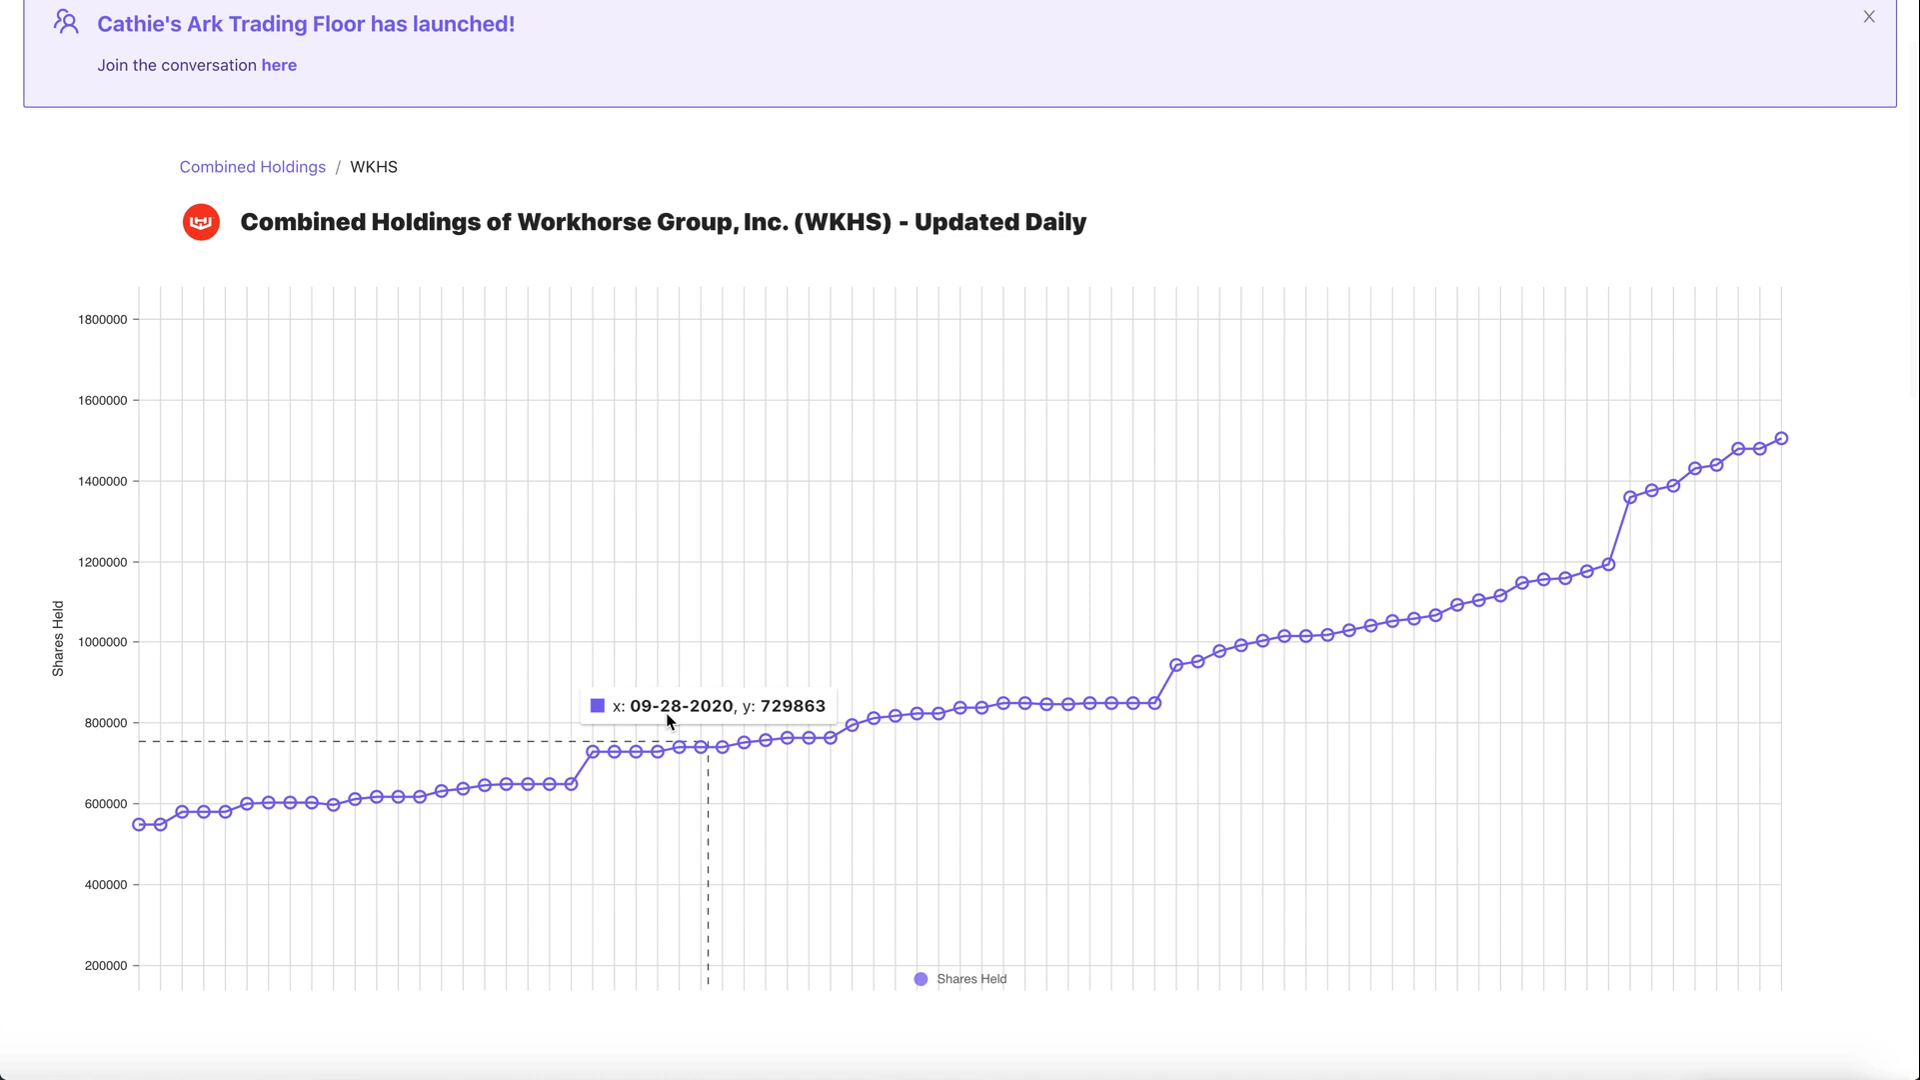 Cathie's Ark Trading Floor has launched!
Join the conversation here
Combined Holdings / WKHS
Combined Holdings of Workhorse Group, Inc. (WKHS) - Updated Daily
1800000
1600000
1400000
1200000
1000000
800000
600000
400000
200000
Shares Held
x: 09-28-2020, y: 729863
Shares Held